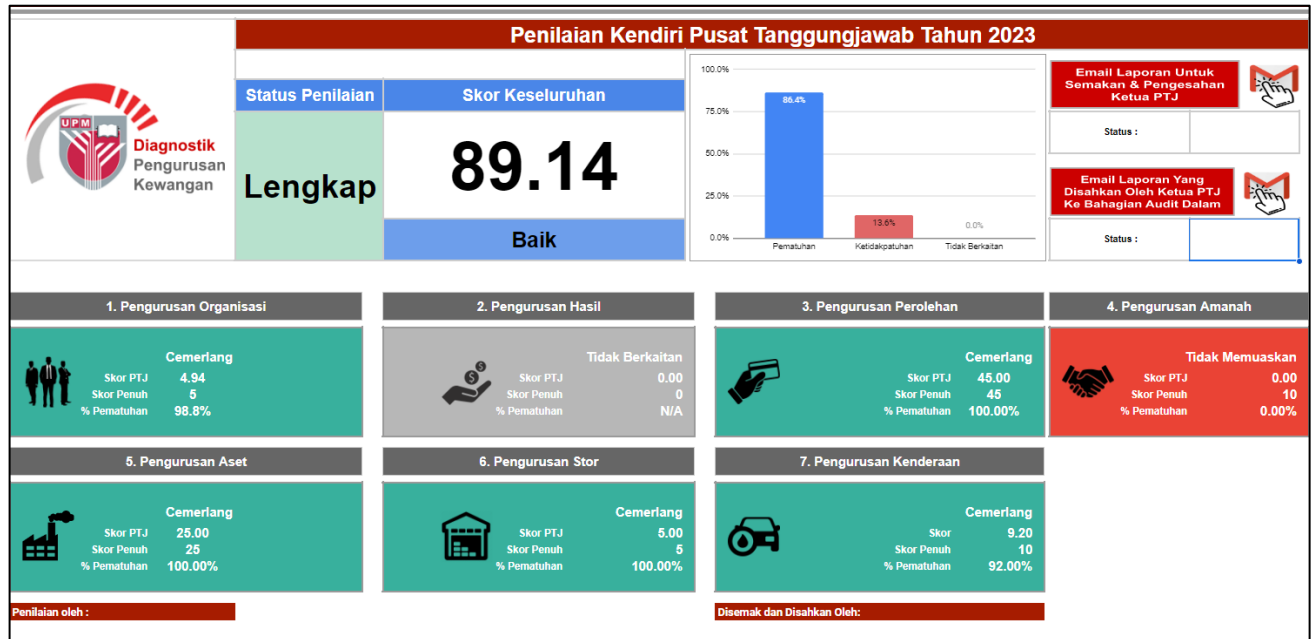 Penilaian Kendiri Pusat Tanggungjawab Tahun 2023
UPM
Diagnostik
Pengurusan
Kewangan
Status Penilaian
Lengkap
Skor Keseluruhan
89.14
Baik
100.0%
75.0%
50.0%
25.0%
0.0%
86.4%
13.6%
0.0%
Pematuhan
Ketidakpatuhan
Tidak Berkaitan
Email Laporan Untuk
Semakan & Pengesahan
Ketua PTJ
Status :
Email Laporan Yang
Disahkan Oleh Ketua PTJ
Ke Bahagian Audit Dalam
Status :
1. Pengurusan Organisasi
Cemerlang
Skor PTJ 4.94
Skor Penuh 5
% Pematuhan 98.8%
2. Pengurusan Hasil
Tidak Berkaitan
Skor PTJ 0.00
Skor Penuh 0
% Pematuhan N/A
3. Pengurusan Perolehan
Cemerlang
Skor PTJ 45.00
Skor Penuh 45
% Pematuhan 100.00%
4. Pengurusan Amanah
Tidak Memuaskan
Skor PTJ 0.00
Skor Penuh 10
% Pematuhan 0.00%
5. Pengurusan Aset
Cemerlang
Skor PTJ 25.00
Skor Penuh 25
% Pematuhan 100.00%
6. Pengurusan Stor
Cemerlang
Skor PTJ 5.00
Skor Penuh 5
% Pematuhan 100.00%
7. Pengurusan Kenderaan
Cemerlang
Skor 9.20
Skor Penuh 10
% Pematuhan 92.00%
Penilaian oleh :
Disemak dan Disahkan Oleh: